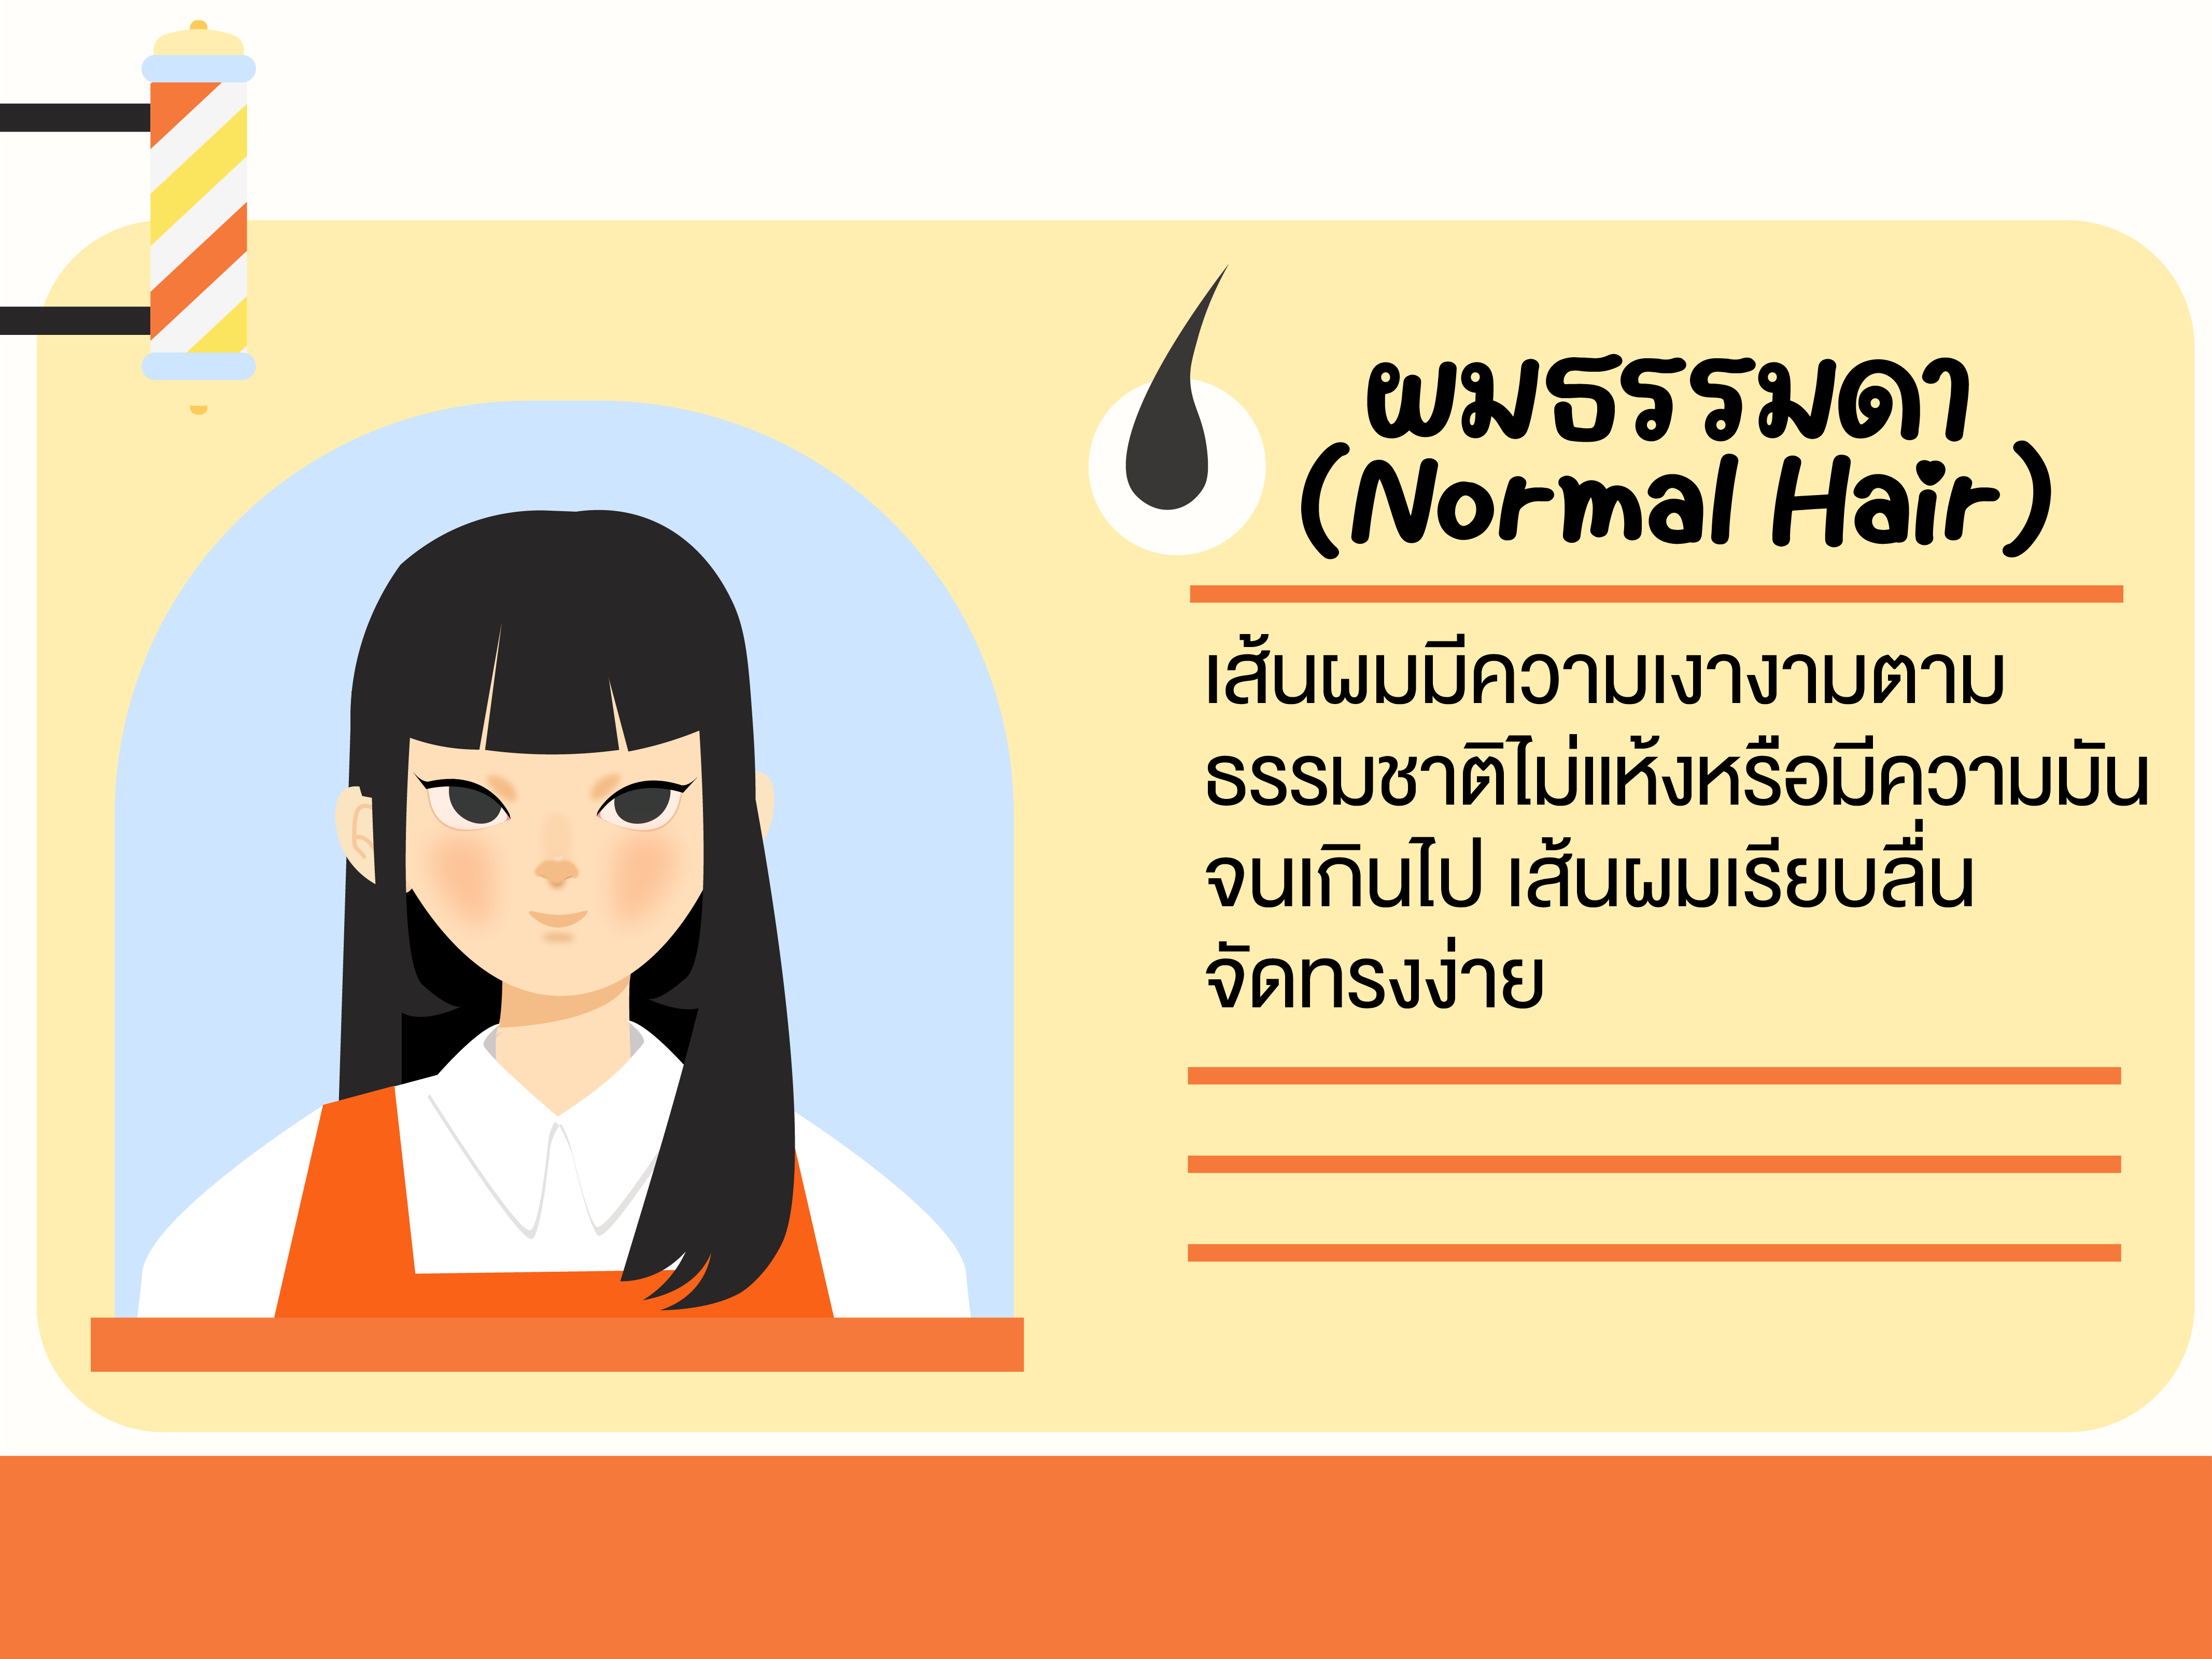 ผมธรรมดา
(Normal Hair)
เส้นผมมีความเงางามตาม
ธรรมชาติไม่แห้งหรือมีความมัน
จนเกินไป เส้นผมเรียบลื่น
จัดทรงง่าย